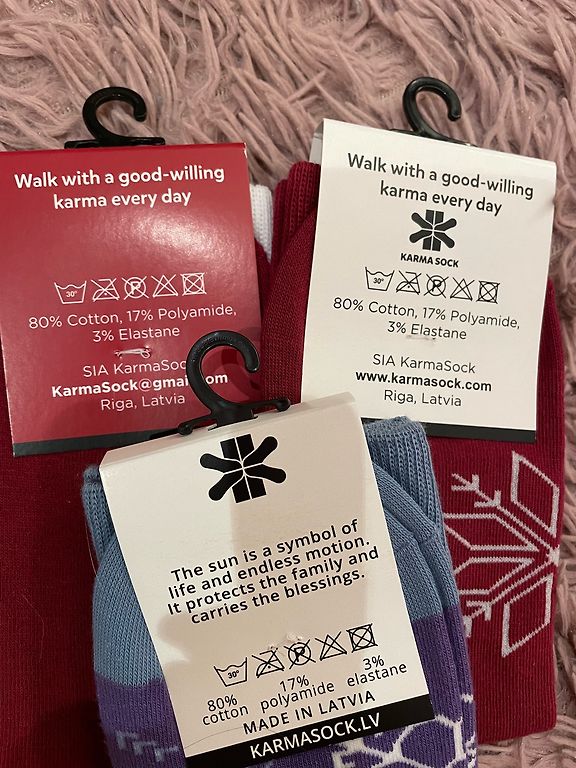 Walk with a good-willing
karma every day
30°
80% Cotton, 17% Polyamide,
3% Elastane
SIA KarmaSock
Riga, Latvia
Walk with a good-willing
karma every day
KARMA SOCK
30°
P
80% Cotton, 17% Polyamide,
3% Elastane
SIA KarmaSock
www.karmasock.com
Riga, Latvia
The sun is a symbol of
life and endless motion.
It protects the family and
carries the blessings.
30°
P
80% 17% 3%
cotton polyamide elastane
MADE IN LATVIA
KARMASOCK.LV